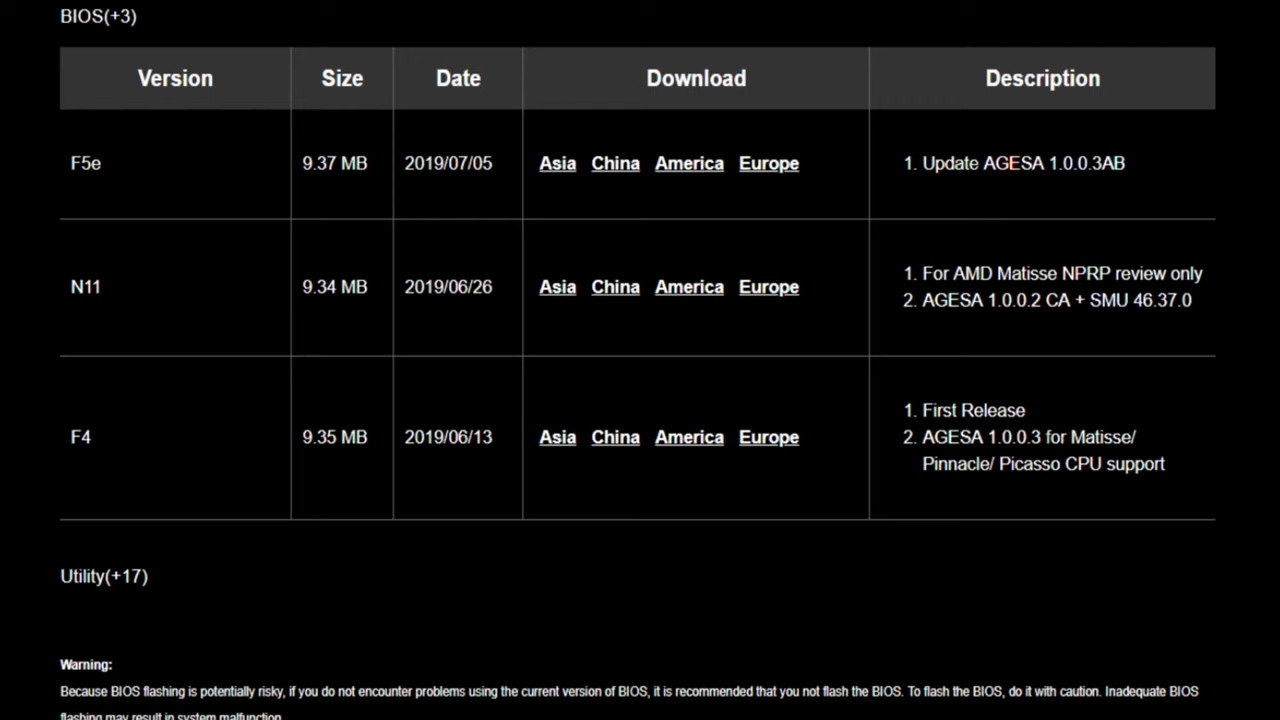 BIOS(+3)
Version Size Date Download Description
F5e 9.37 MB 2019/07/05 Asia China America Europe 1. Update AGESA 1.0.0.3AB
N11 9.34 MB 2019/06/26 Asia China America Europe 1. For AMD Matisse NPRP review only
2. AGESA 1.0.0.2 CA + SMU 46.37.0
F4 9.35 MB 2019/06/13 Asia China America Europe 1. First Release
2. AGESA 1.0.0.3 for Matisse/
Pinnacle/ Picasso CPU support
Utility(+17)
Warning:
Because BIOS flashing is potentially risky, if you do not encounter problems using the current version of BIOS, it is recommended that you not flash the BIOS. To flash the BIOS, do it with caution. Inadequate BIOS
flashing may result in system malfunction.